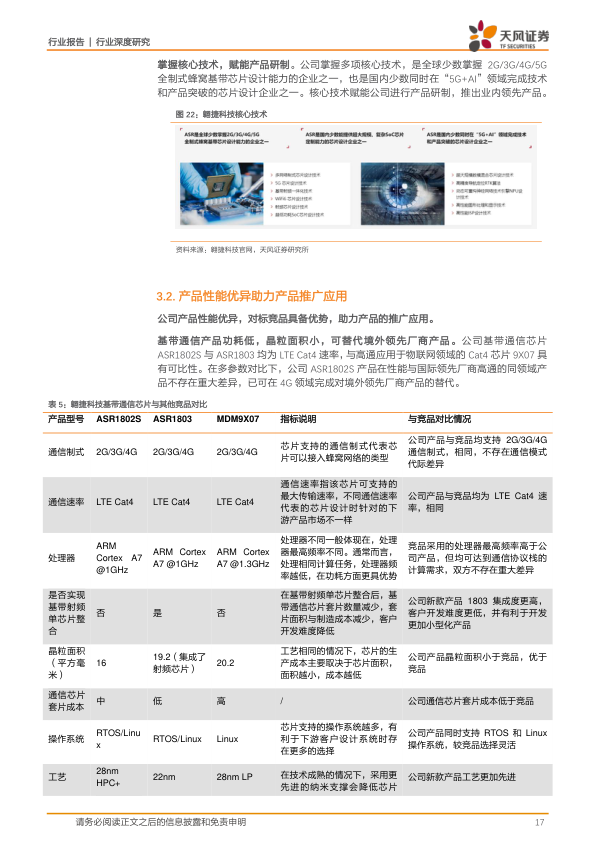 行业报告 | 行业深度研究
天风证券
TF SECURITIES
掌握核心技术，赋能产品研制。公司掌握多项核心技术，是全球少数掌握 2G/3G/4G/5G
全制式蜂窝基带芯片设计能力的企业之一，也是国内少数同时在“5G+AI”领域完成技术
和产品突破的芯片设计企业之一。核心技术赋能公司进行产品研制，推出业内领先产品。
图 22：翱捷科技核心技术
ASR是全球少数掌握2G/3G/4G/5G
全制式蜂窝基带芯片设计能力的企业之一
ASR是国内少数能提供超大规模、复杂SoC芯片
定制能力的芯片设计企业之一
ASR是国内少数同时在“5G+AI”领域完成技术
和产品突破的芯片设计企业之一
5G 芯片设计技术
WiFi6 芯片设计技术
资料来源：翱捷科技官网，天风证券研究所
3.2. 产品性能优异助力产品推广应用
公司产品性能优异，对标竞品具备优势，助力产品的推广应用。
基带通信产品功耗低，晶粒面积小，可替代境外领先厂商产品。公司基带通信芯片
ASR1802S 与 ASR1803 均为 LTE Cat4 速率，与高通应用于物联网领域的 Cat4 芯片 9X07 具
有可比性。在多参数对比下，公司 ASR1802S 产品在性能与国际领先厂商高通的同领域产
品不存在重大差异，已可在 4G 领域完成对境外领先厂商产品的替代。
表 5：翱捷科技基带通信芯片与其他竞品对比
产品型号 ASR1802S ASR1803 MDM9X07 指标说明 与竞品对比情况
通信制式 2G/3G/4G 2G/3G/4G 2G/3G/4G
芯片支持的通信制式代表芯
片可以接入蜂窝网络的类型
公司产品与竞品均支持 2G/3G/4G
通信制式，相同，不存在通信模式
代际差异
通信速率 LTE Cat4 LTE Cat4 LTE Cat4
通信速率指该芯片可支持的
最大传输速率，不同通信速率
代表的芯片设计时针对的下
游产品市场不一样
公司产品与竞品均为 LTE Cat4 速
率，相同
处理器
ARM
Cortex A7
@1GHz
ARM Cortex
A7 @1GHz
ARM Cortex
A7 @1.3GHz
处理器不同一般体现在，处理
器最高频率不同。通常而言，
处理相同计算任务，处理器频
率越低，在功耗方面更具优势
竞品采用的处理器最高频率高于公
司产品，但均可达到通信协议栈的
计算需求，双方不存在重大差异
是否实现
基带射频
单芯片整
合
否 是 否
在基带射频单芯片整合后，基
带通信芯片套片数量减少，套
片面积与制造成本减少，客户
开发难度降低
公司新款产品 1803 集成度更高，
客户开发难度更低，并有利于开发
更加小型化产品
晶粒面积
（平方毫
米）
16
19.2（集成了
射频芯片）
20.2
工艺相同的情况下，芯片的生
产成本主要取决于芯片面积，
面积越小，成本越低
公司产品晶粒面积小于竞品，优于
竞品
通信芯片
套片成本
中 低 高 / 公司通信芯片套片成本低于竞品
操作系统
RTOS/Linu
x
RTOS/Linux Linux
芯片支持的操作系统越多，有
利于下游客户设计系统时存
在更多的选择
公司产品同时支持 RTOS 和 Linux
操作系统，较竞品选择灵活
工艺
28nm
HPC+
22nm 28nm LP
在技术成熟的情况下，采用更
先进的纳米支撑会降低芯片
公司新款产品工艺更加先进
请务必阅读正文之后的信息披露和免责申明 17